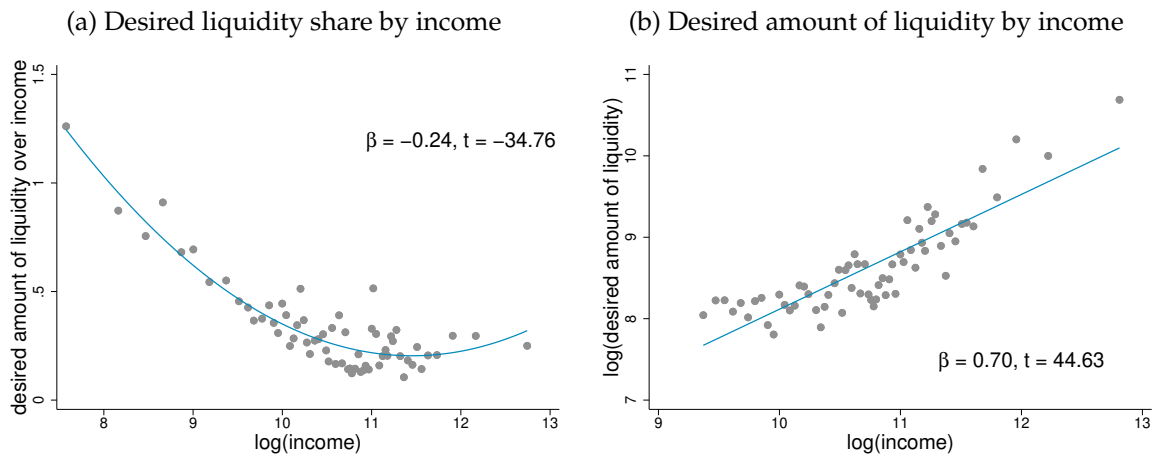 (a) Desired liquidity share by income
desired amount of liquidity over income
1.5
1
.5
0
β = −0.24, t = −34.76
8 9 10 11 12 13
log(income)
(b) Desired amount of liquidity by income
log(desired amount of liquidity)
11
10
9
8
7
β = 0.70, t = 44.63
9 10 11 12 13
log(income)